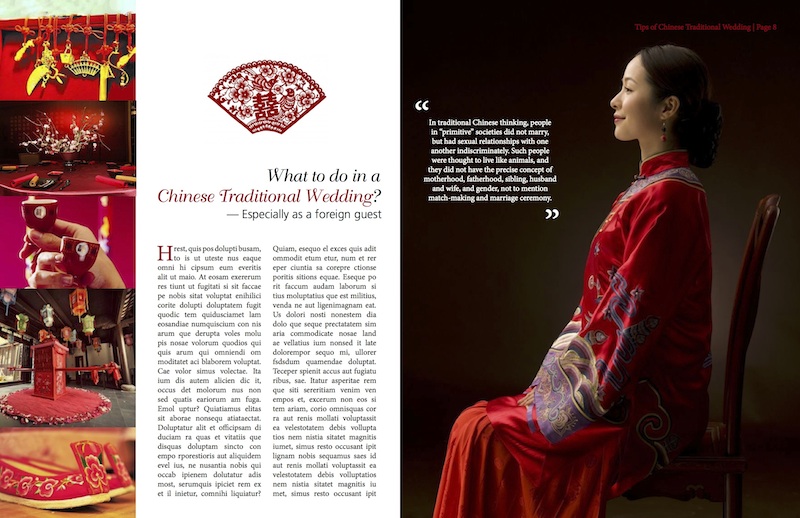 囍
What to do in a
Chinese Traditional Wedding?
— Especially as a foreign guest
Hrest, quis pos dolupti busam,
to is ut uteste nus eaque
omni hi cipsum eum everitis
alit ut maio. At eosam exererum
res tiunt ut fugitati si sit faccae
pe nobis sitat voluptat enihilici
corite dolupti doluptatem fugit
quodic tem quidusciamet lam
eosandiae numquiscium con nis
arum que derupta voles molu
pis nosae volorum quodios qui
quis arum qui omniendi om
moditatet aci blaborem voluptat.
Cae volor simus volectae. Ita
ium dis autem alicien dic it,
occus det molorum nus non
sed quatis eariorum am fuga.
Emol uptur? Quiatiamus elitas
sit aborae nonsequ atiataectat.
Doluptatur alit et officipsam di
duciam ra quas et vitatiis que
disquas doluptam sincto con
empo rporestioris aut aliquidem
evel ius, ne nusantia nobis qui
occab ipienem dolutatur adis
most, serumquis ipiciet rem ex
et il inietur, comnihi liquiatur?
Quiam, esequo el exces quis adit
ommodit etum etur, num et rer
eper ciuntia sa corepre ctionse
poritis sitions equae. Eseque po
rit faccum audam laborum si
tius moluptatius que est militius,
venda ne aut ligenimagnam eat.
Us dolori nosti nonestem dia
dolo que seque prectatatem sim
aria commodicate nosae land
ae vellatius ium nonsed it late
dolorempor sequo mi, ullorer
fsdsdum quamendae doluptat.
Teceper spienit accus aut fugiatu
ribus, sae. Itatur asperitae rem
que siti sereritiam venim ven
empos et, excerum non eos si
tem ariam, corio omnisquas cor
ra aut renis mollati voluptassit
ea velestotatem debis vollupta
tios nem nistia sitatet magnitis
iumet, simus resto occusant ipit
lignam nobis sequamus saes id
aut renis mollati voluptassit ea
velestotatem debis volluptatios
nem nistia sitatet magnitis iu
met, simus resto occusant ipit
Tips of Chinese Traditional Wedding | Page 8
“
In traditional Chinese thinking, people
in "primitive" societies did not marry,
but had sexual relationships with one
another indiscriminately. Such people
were thought to live like animals, and
they did not have the precise concept of
motherhood, fatherhood, sibling, husband
and wife, and gender, not to mention
match-making and marriage ceremony.
”